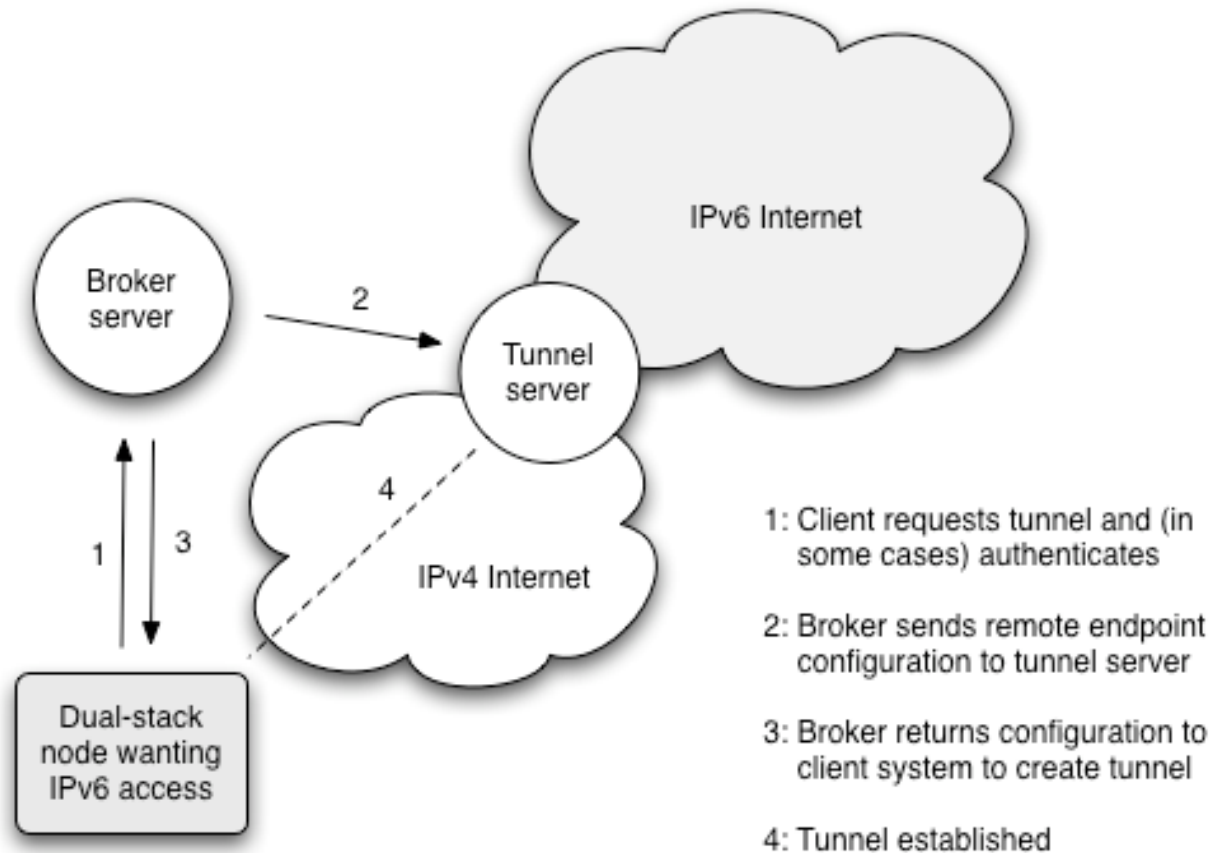 IPv6 Internet
Broker
server
2
Tunnel
server
4
1
3
IPv4 Internet
Dual-stack
node wanting
IPv6 access
1: Client requests tunnel and (in
some cases) authenticates
2: Broker sends remote endpoint
configuration to tunnel server
3: Broker returns configuration to
client system to create tunnel
4: Tunnel established